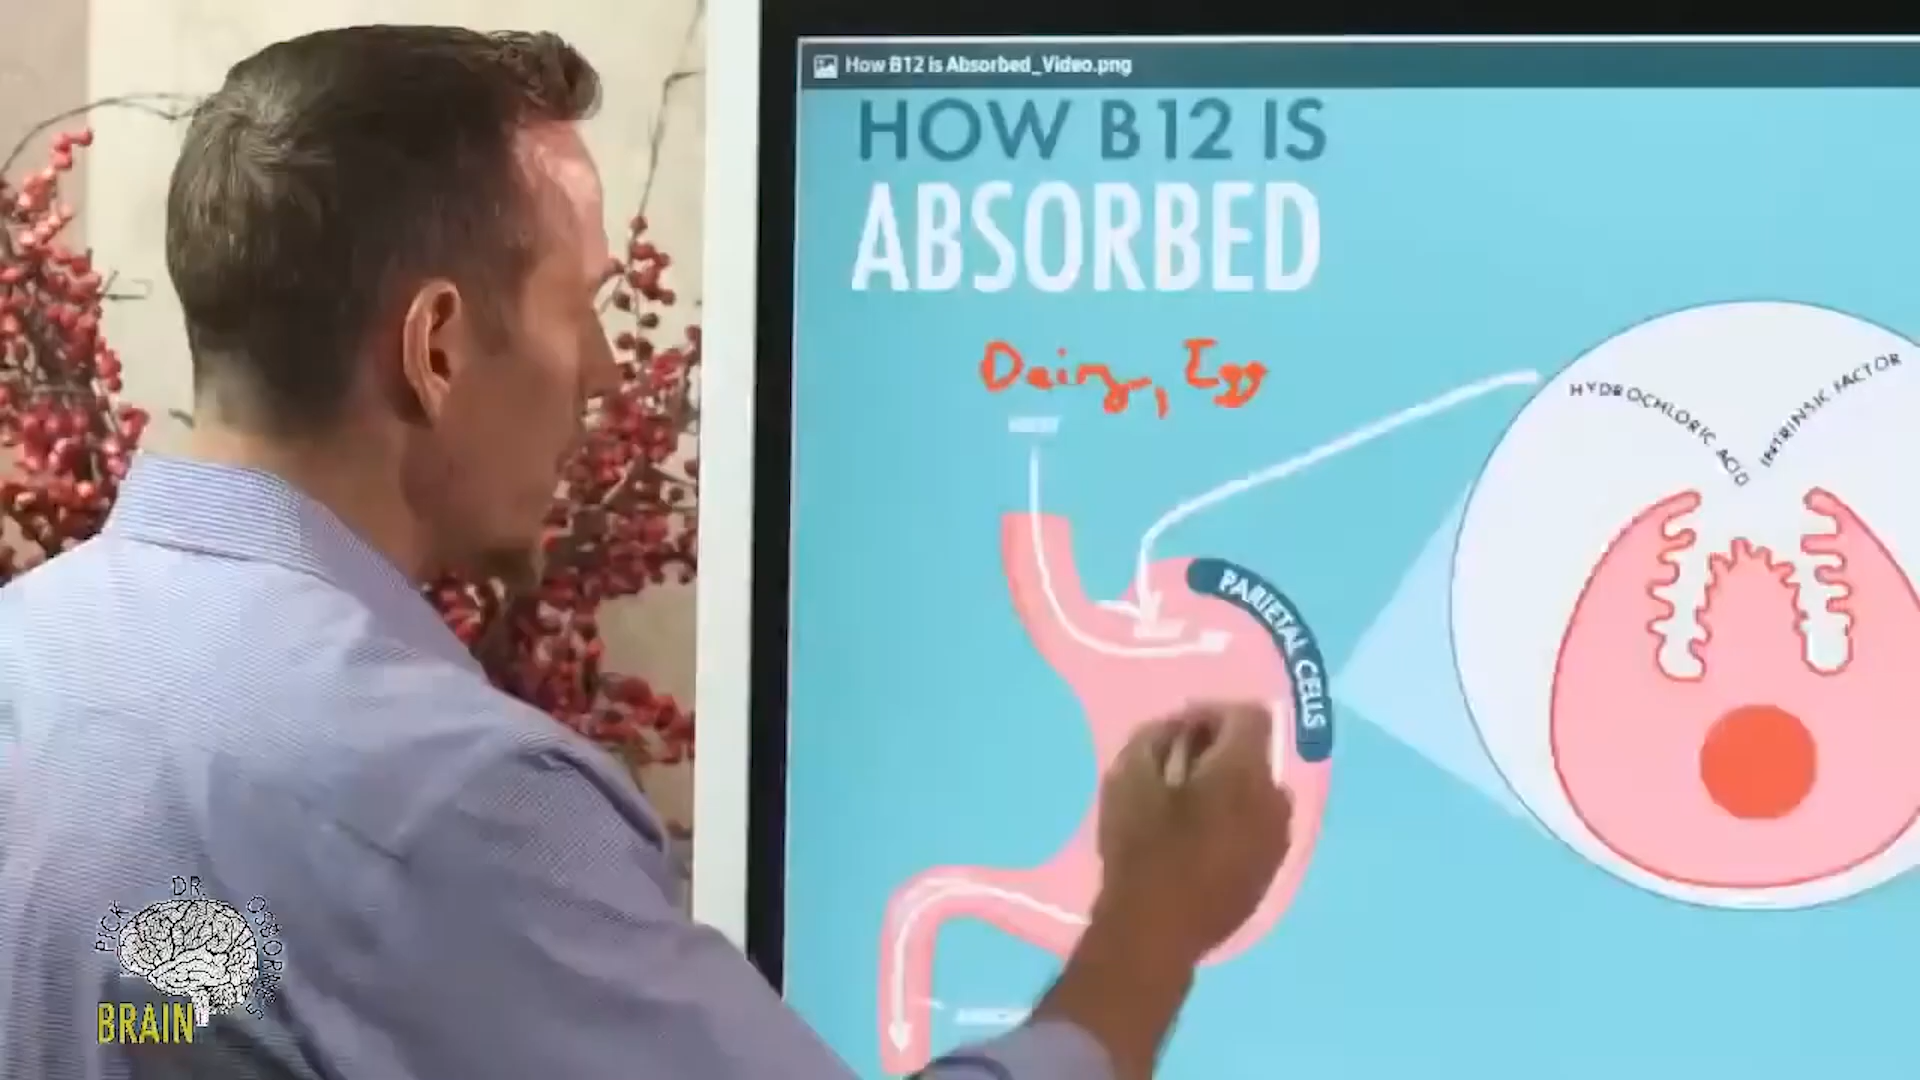 How B12 is Absorbed_Video.png
HOW B12 IS
ABSORBED
Dairy, Egg
HYDROCHLORIC ACID
INTRINSIC FACTOR
PARIETAL CELLS
PICK DR. OSBORNE'S
BRAIN